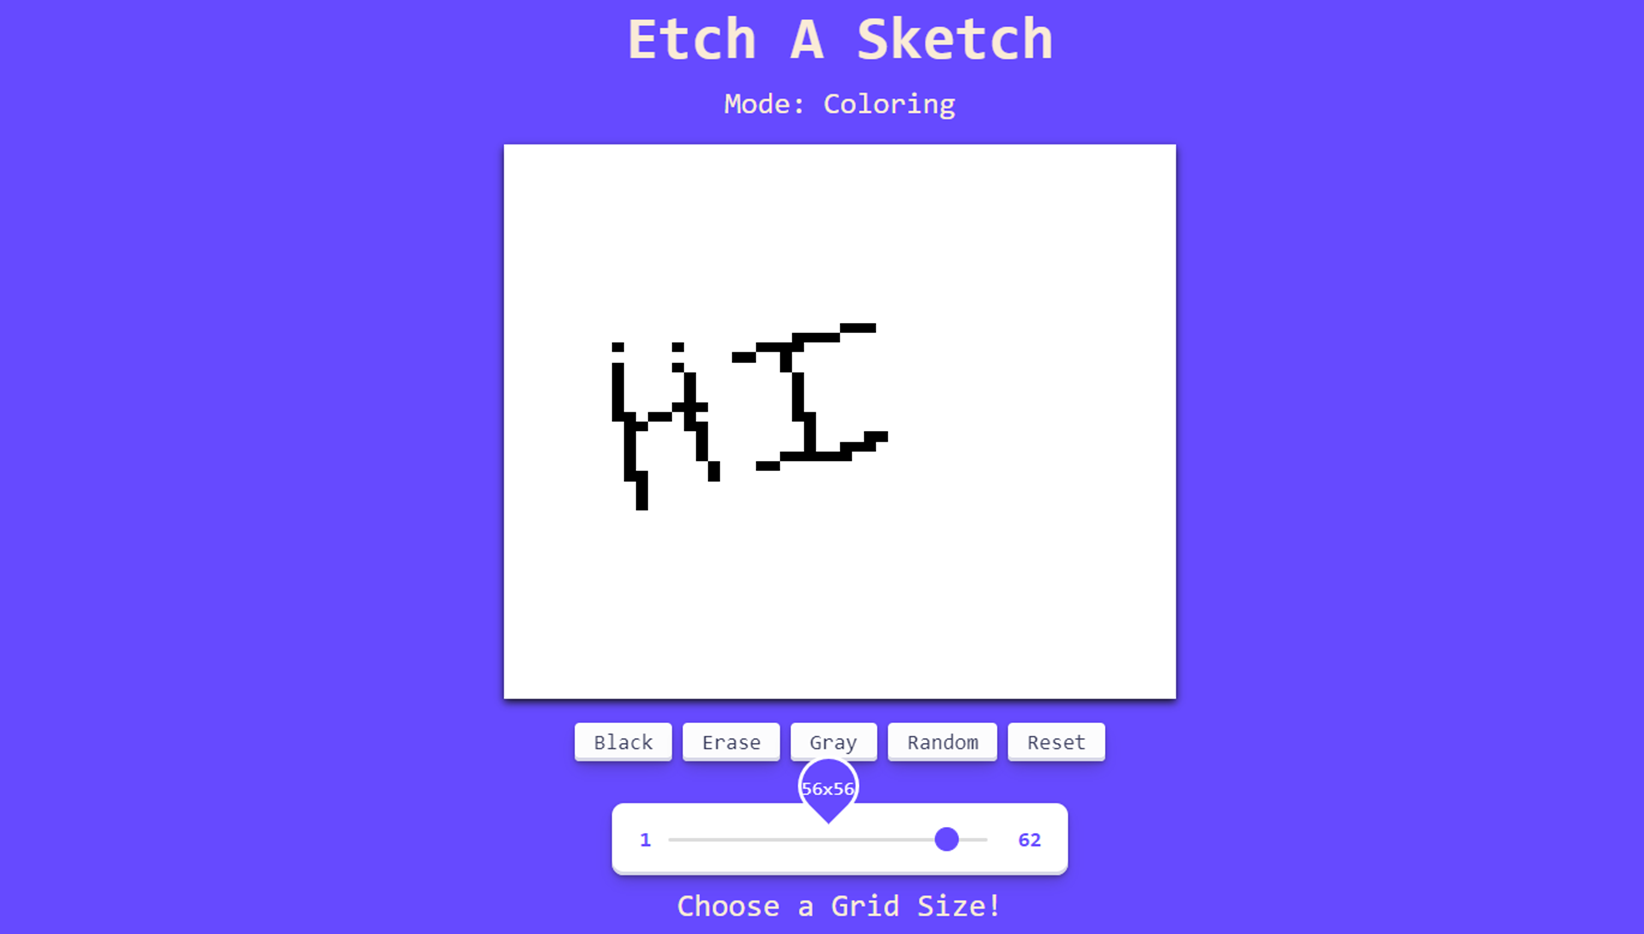 Etch A Sketch
Mode: Coloring
HI
Black Erase Gray Random Reset
56x56
1 62
Choose a Grid Size!